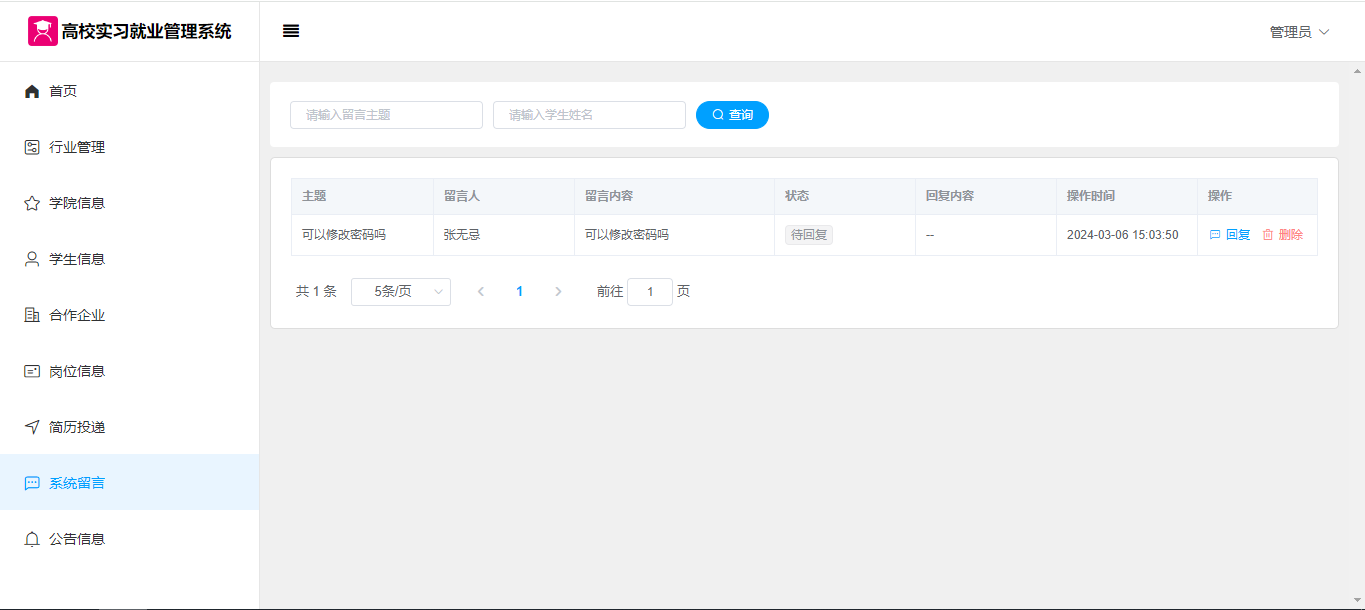 高校实习就业管理系统
管理员
首页
行业管理
学院信息
学生信息
合作企业
岗位信息
简历投递
系统留言
公告信息
请输入留言主题 请输入学生姓名 查询
主题 留言人 留言内容 状态 回复内容 操作时间 操作
可以修改密码吗 张无忌 可以修改密码吗 待回复 -- 2024-03-06 15:03:50 回复 删除
共 1 条 5条/页 1 前往 1 页